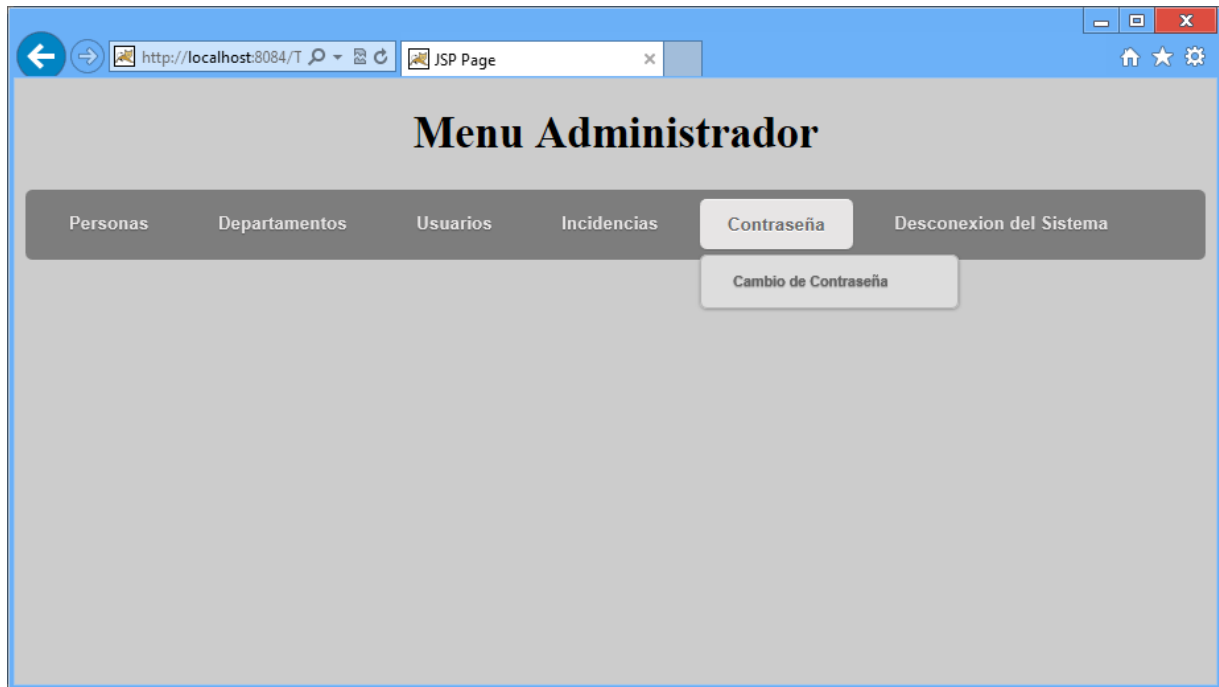 http://localhost:8084/T
JSP Page
Menu Administrador
Personas Departamentos Usuarios Incidencias Contraseña Desconexion del Sistema
Cambio de Contraseña